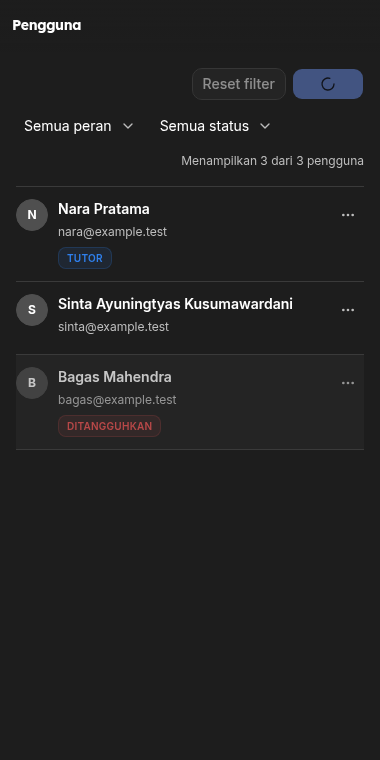 Pengguna
Reset filter
Semua peran Semua status
Menampilkan 3 dari 3 pengguna
N Nara Pratama
nara@example.test
TUTOR
S Sinta Ayuningtyas Kusumawardani
sinta@example.test
B Bagas Mahendra
bagas@example.test
DITANGGUHKAN